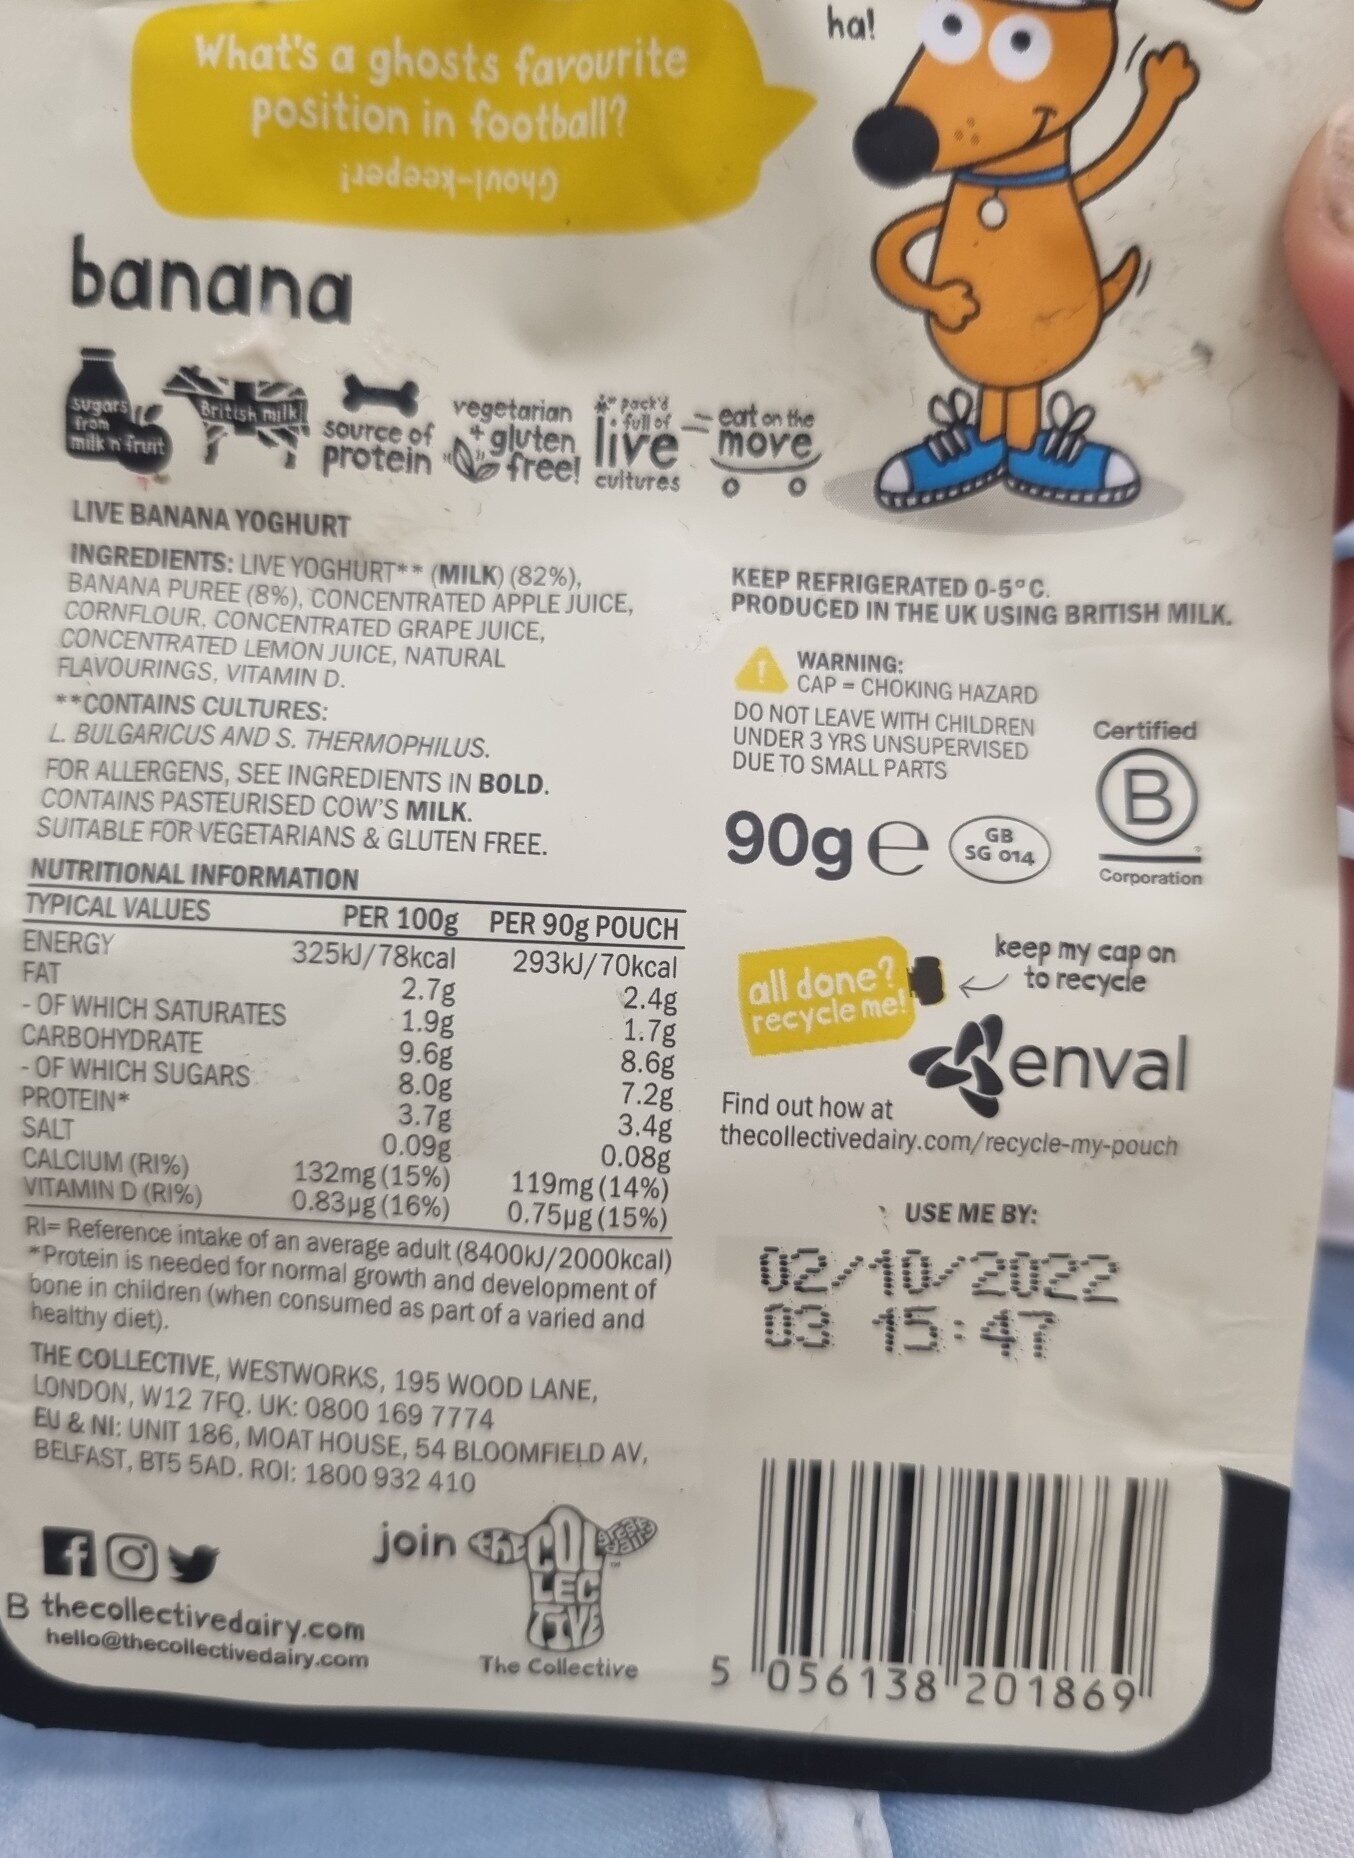 ha!
What's a ghosts favourite
position in football?
Ghoul-keeper!
banana
sugars
from
milk n fruit
British milk
source of
protein
vegetarian
+ gluten
free!
pack'd
full of
live
cultures
eat on the
move
LIVE BANANA YOGHURT
INGREDIENTS: LIVE YOGHURT** (MILK) (82%),
BANANA PUREE (8%), CONCENTRATED APPLE JUICE,
CORNFLOUR, CONCENTRATED GRAPE JUICE,
CONCENTRATED LEMON JUICE, NATURAL
FLAVOURINGS, VITAMIN D.
**CONTAINS CULTURES:
L. BULGARICUS AND S. THERMOPHILUS.
FOR ALLERGENS, SEE INGREDIENTS IN BOLD.
CONTAINS PASTEURISED COW'S MILK.
SUITABLE FOR VEGETARIANS & GLUTEN FREE.
NUTRITIONAL INFORMATION
TYPICAL VALUES PER 100g PER 90g POUCH
ENERGY 325kJ/78kcal 293kJ/70kcal
FAT 2.7g 2.4g
- OF WHICH SATURATES 1.9g 1.7g
CARBOHYDRATE 9.6g 8.6g
- OF WHICH SUGARS 8.0g 7.2g
PROTEIN* 3.7g 3.4g
SALT 0.09g 0.08g
CALCIUM (RI%) 132mg (15%) 119mg (14%)
VITAMIN D (RI%) 0.83µg (16%) 0.75µg (15%)
RI= Reference intake of an average adult (8400kJ/2000kcal)
*Protein is needed for normal growth and development of
bone in children (when consumed as part of a varied and
healthy diet).
THE COLLECTIVE, WESTWORKS, 195 WOOD LANE,
LONDON, W12 7FQ. UK: 0800 169 7774
EU & NI: UNIT 186, MOAT HOUSE, 54 BLOOMFIELD AV,
BELFAST, BT5 5AD. ROI: 1800 932 410
join the COLLECTIVE great dairy
TM
The Collective
B thecollectivedairy.com
hello@thecollectivedairy.com
KEEP REFRIGERATED 0-5°C.
PRODUCED IN THE UK USING BRITISH MILK.
WARNING:
CAP = CHOKING HAZARD
DO NOT LEAVE WITH CHILDREN
UNDER 3 YRS UNSUPERVISED
DUE TO SMALL PARTS
Certified
B
Corporation
90g e
GB
SG 014
all done?
recycle me!
keep my cap on
to recycle
enval
Find out how at
thecollectivedairy.com/recycle-my-pouch
USE ME BY:
02/10/2022
03 15:47
5 056138 201869